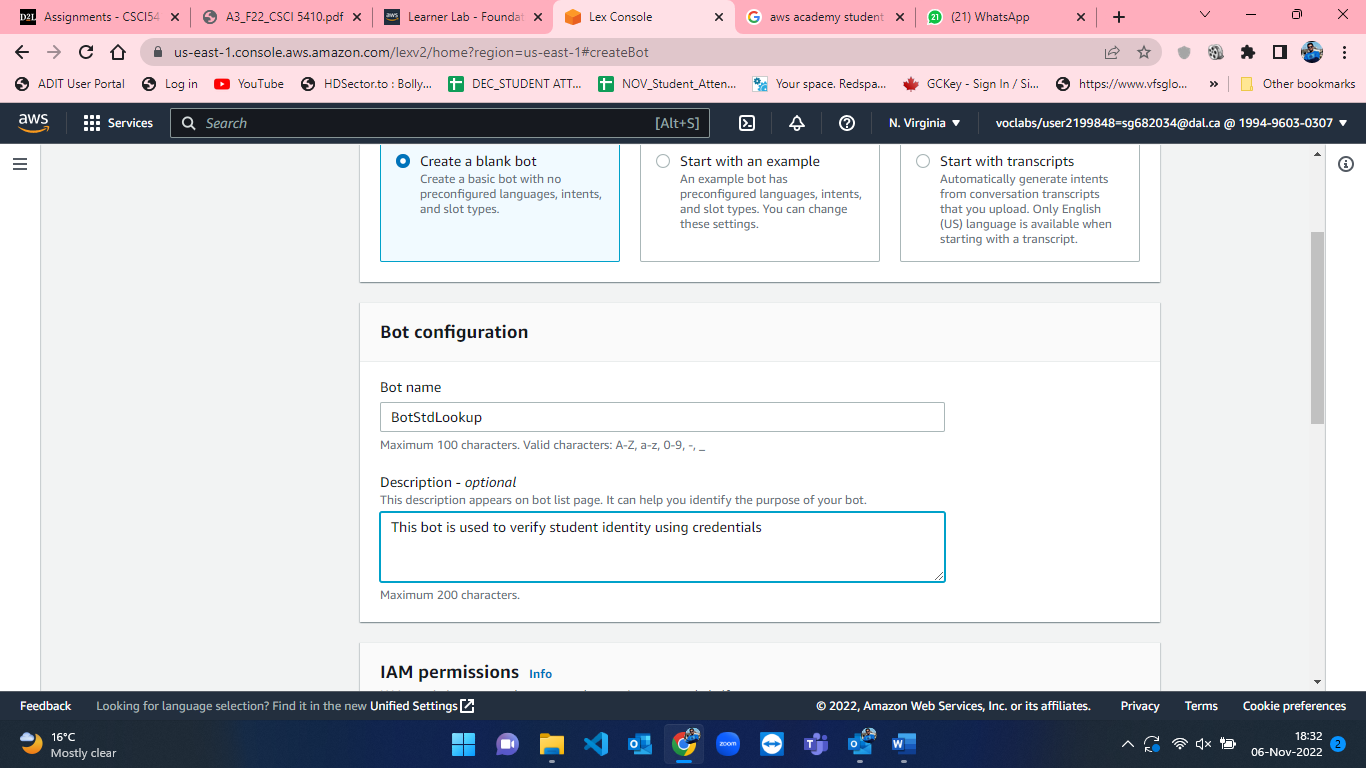 Assignments - CSCI54
A3_F22_CSCI 5410.pdf
Learner Lab - Foundat
Lex Console
aws academy student
(21) WhatsApp
us-east-1.console.aws.amazon.com/lexv2/home?region=us-east-1#createBot
ADIT User Portal
Log in
YouTube
HDSector.to : Bolly...
DEC_STUDENT ATT...
NOV_Student_Atten...
Your space. Redspa...
GCKey - Sign In / Si...
https://www.vfsglo...
»
Other bookmarks
aws
Services
Search
[Alt+S]
N. Virginia
voclabs/user2199848=sg682034@dal.ca @ 1994-9603-0307
Create a blank bot
Create a basic bot with no
preconfigured languages, intents,
and slot types.
Start with an example
An example bot has
preconfigured languages, intents,
and slot types. You can change
these settings.
Start with transcripts
Automatically generate intents
from conversation transcripts
that you upload. Only English
(US) language is available when
starting with a transcript.
Bot configuration
Bot name
BotStdLookup
Maximum 100 characters. Valid characters: A-Z, a-z, 0-9, -, _
Description - optional
This description appears on bot list page. It can help you identify the purpose of your bot.
This bot is used to verify student identity using credentials
Maximum 200 characters.
IAM permissions Info
Feedback
Looking for language selection? Find it in the new Unified Settings
© 2022, Amazon Web Services, Inc. or its affiliates.
Privacy
Terms
Cookie preferences
16°C
Mostly clear
zoom
18:32
06-Nov-2022
2